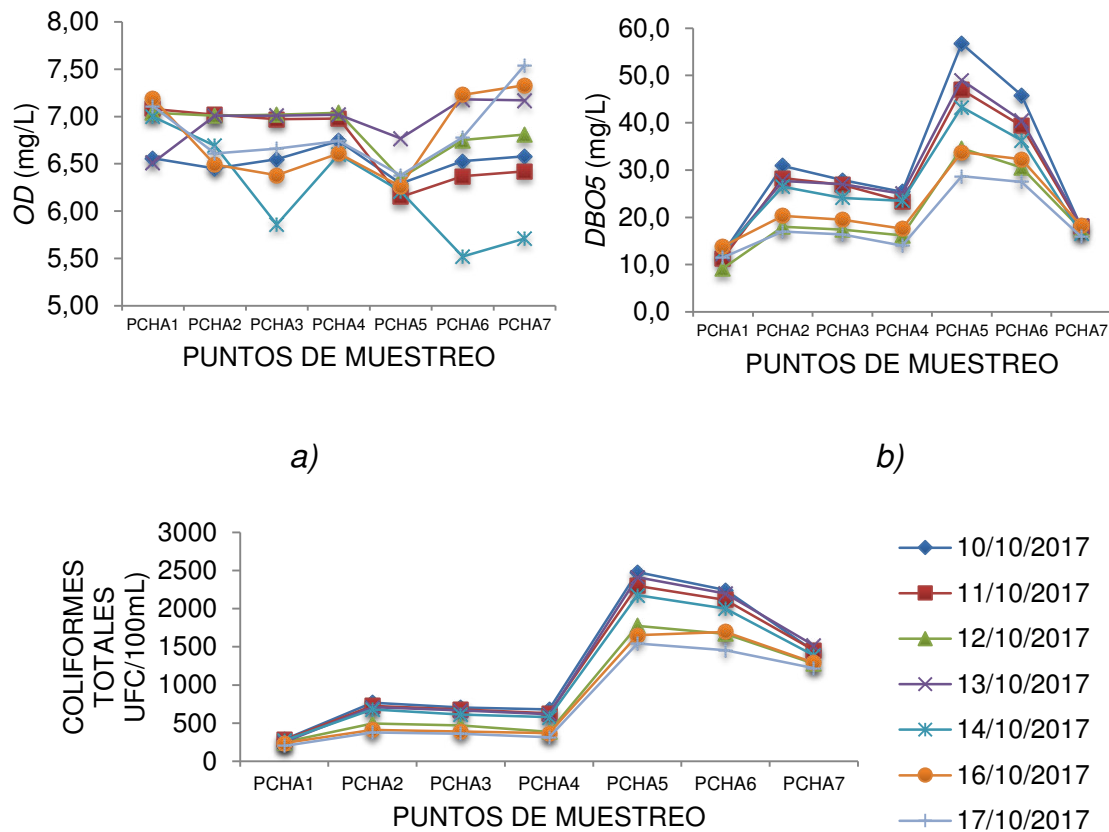 OD (mg/L)
8,00
7,50
7,00
6,50
6,00
5,50
5,00
PCHA1 PCHA2 PCHA3 PCHA4 PCHA5 PCHA6 PCHA7
PUNTOS DE MUESTREO
a)
DBO5 (mg/L)
60,0
50,0
40,0
30,0
20,0
10,0
0,0
PCHA1 PCHA2 PCHA3 PCHA4 PCHA5 PCHA6 PCHA7
PUNTOS DE MUESTREO
b)
COLIFORMES
TOTALES
UFC/100mL)
3000
2500
2000
1500
1000
500
0
PCHA1 PCHA2 PCHA3 PCHA4 PCHA5 PCHA6 PCHA7
PUNTOS DE MUESTREO
10/10/2017
11/10/2017
12/10/2017
13/10/2017
14/10/2017
16/10/2017
17/10/2017